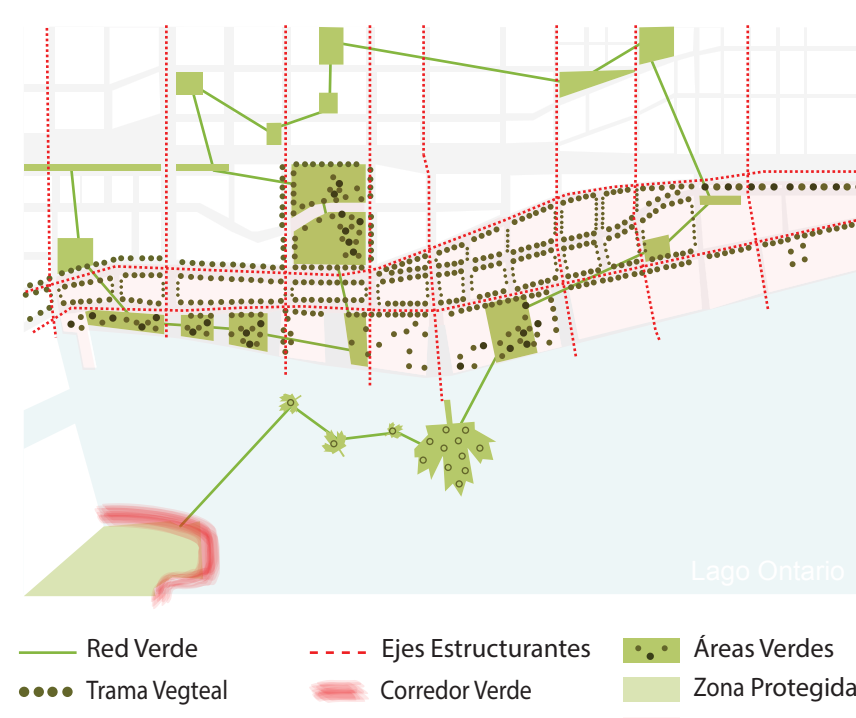 Lago Ontario
Red Verde
Ejes Estructurantes
Áreas Verdes
Trama Vegteal
Corredor Verde
Zona Protegida